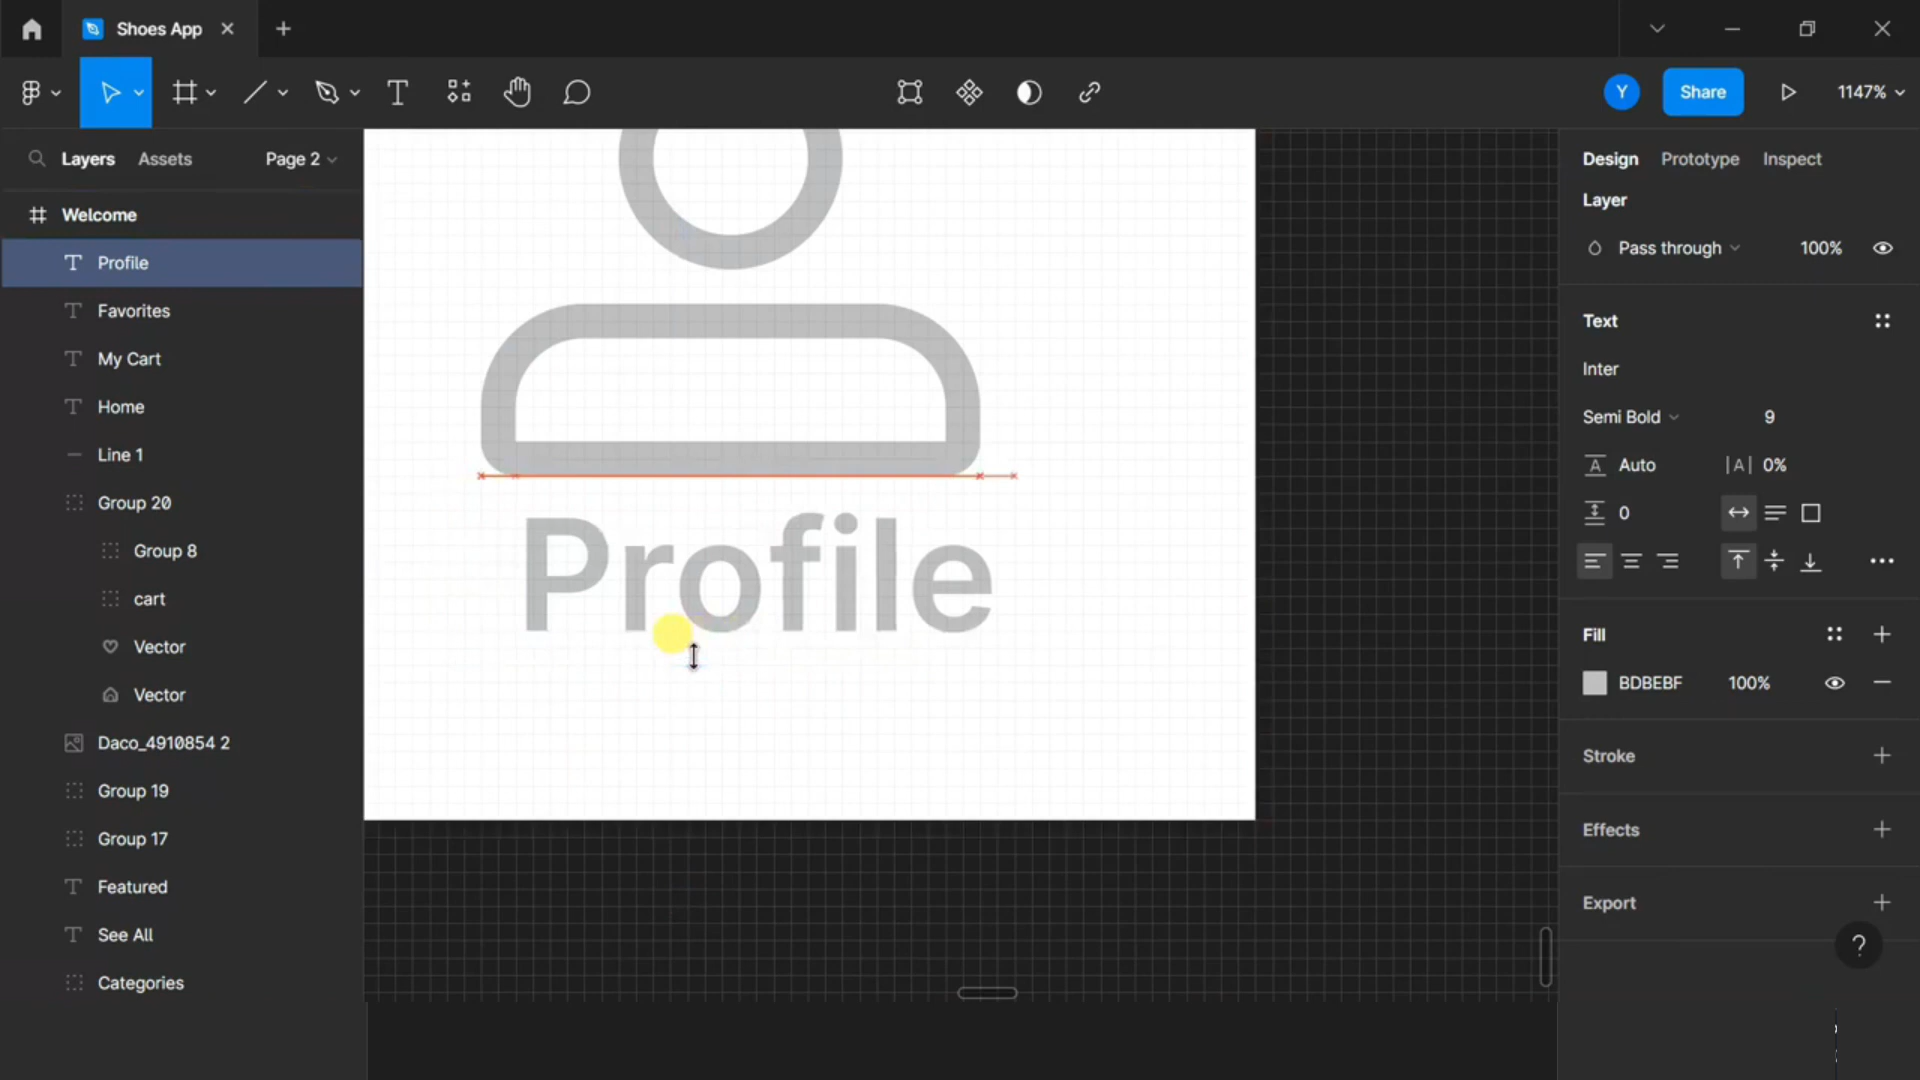 Shoes App
Y
Share
1147%
Layers
Assets
Page 2
Welcome
Profile
Favorites
My Cart
Home
Line 1
Group 20
Group 8
cart
Vector
Vector
Daco_4910854 2
Group 19
Group 17
Featured
See All
Categories
Profile
Design
Prototype
Inspect
Layer
Pass through
100%
Text
Inter
Semi Bold
9
Auto
|A| 0%
0
Fill
BDBEBF
100%
Stroke
Effects
Export
?